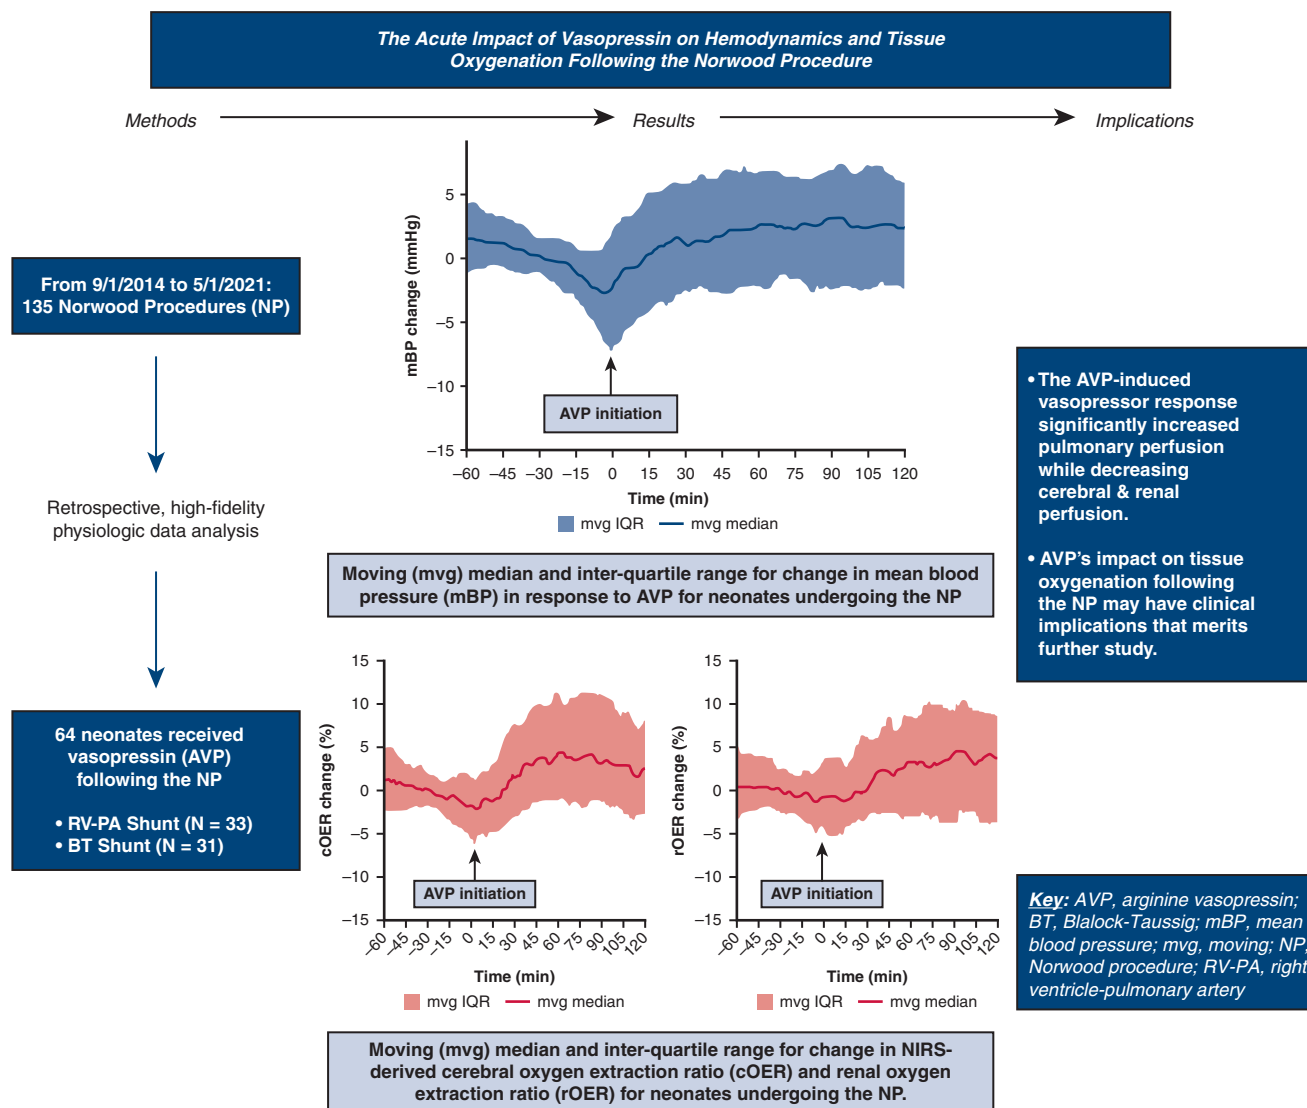 The Acute Impact of Vasopressin on Hemodynamics and Tissue
Oxygenation Following the Norwood Procedure
Methods
Results
Implications
From 9/1/2014 to 5/1/2021:
135 Norwood Procedures (NP)
Retrospective, high-fidelity
physiologic data analysis
64 neonates received
vasopressin (AVP)
following the NP
• RV-PA Shunt (N = 33)
• BT Shunt (N = 31)
mBP change (mmHg)
5
0
−5
−10
−15
AVP initiation
−60 −45 −30 −15 0 15 30 45 60 75 90 105 120
Time (min)
mvg IQR mvg median
Moving (mvg) median and inter-quartile range for change in mean blood
pressure (mBP) in response to AVP for neonates undergoing the NP
cOER change (%)
15
10
5
0
−5
−10
−15
AVP initiation
−60 −45 −30 −15 0 15 30 45 60 75 90 105 120
Time (min)
mvg IQR mvg median
rOER change (%)
15
10
5
0
−5
−10
−15
AVP initiation
−60 −45 −30 −15 0 15 30 45 60 75 90 105 120
Time (min)
mvg IQR mvg median
Moving (mvg) median and inter-quartile range for change in NIRS-
derived cerebral oxygen extraction ratio (cOER) and renal oxygen
extraction ratio (rOER) for neonates undergoing the NP.
• The AVP-induced
vasopressor response
significantly increased
pulmonary perfusion
while decreasing
cerebral & renal
perfusion.
• AVP's impact on tissue
oxygenation following
the NP may have clinical
implications that merits
further study.
Key: AVP, arginine vasopressin;
BT, Blalock-Taussig; mBP, mean
blood pressure; mvg, moving; NP,
Norwood procedure; RV-PA, right
ventricle-pulmonary artery